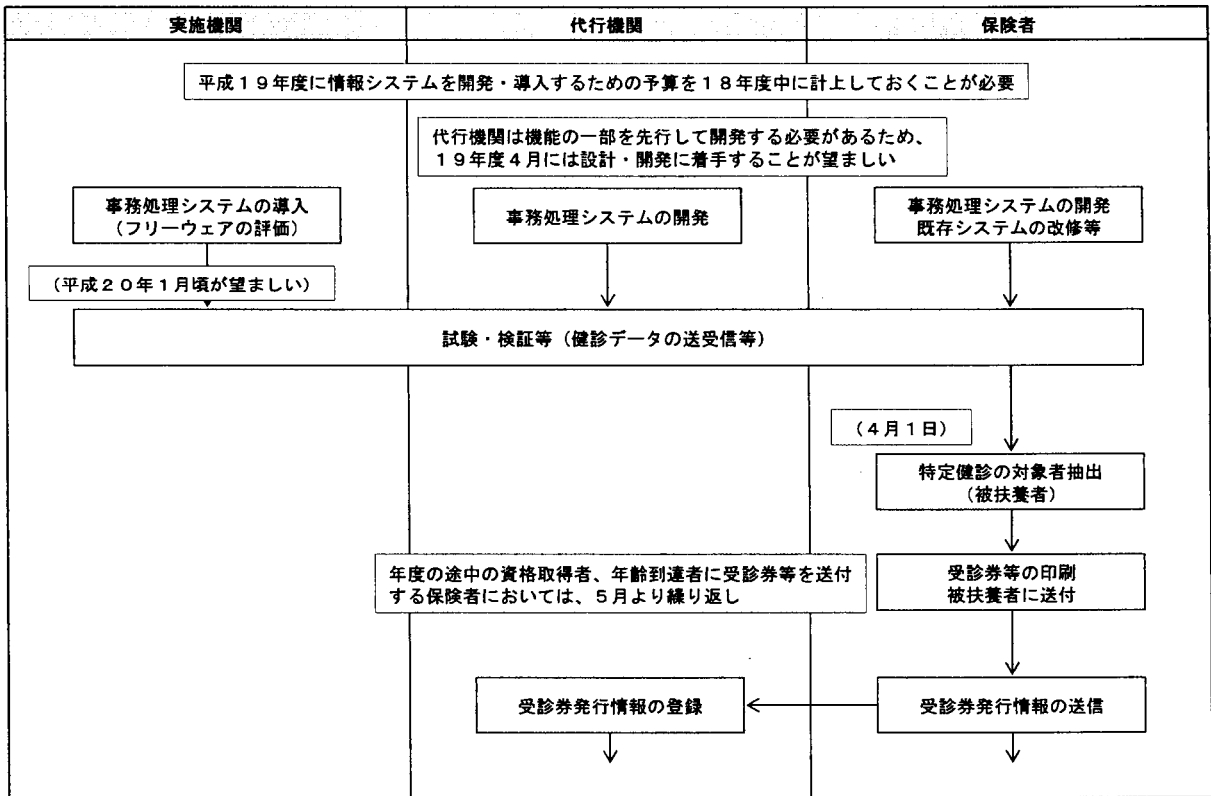 実施機関
代行機関
保険者
平成１９年度に情報システムを開発・導入するための予算を１８年度中に計上しておくことが必要
代行機関は機能の一部を先行して開発する必要があるため、
１９年度４月には設計・開発に着手することが望ましい
事務処理システムの導入
（フリーウェアの評価）
事務処理システムの開発
事務処理システムの開発
既存システムの改修等
（平成２０年１月頃が望ましい）
試験・検証等（健診データの送受信等）
（４月１日）
特定健診の対象者抽出
（被扶養者）
年度の途中の資格取得者、年齢到達者に受診券等を送付
する保険者においては、５月より繰り返し
受診券等の印刷
被扶養者に送付
受診券発行情報の登録
受診券発行情報の送信